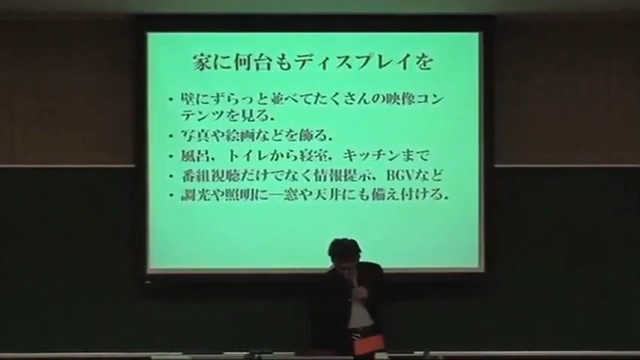 家に何台もディスプレイを
・壁にずらっと並べてたくさんの映像コン
テンツを見る．
・写真や絵画などを飾る．
・風呂，トイレから寝室，キッチンまで
・番組視聴だけでなく情報提示、BGVなど
・調光や照明に―窓や天井にも備え付ける．